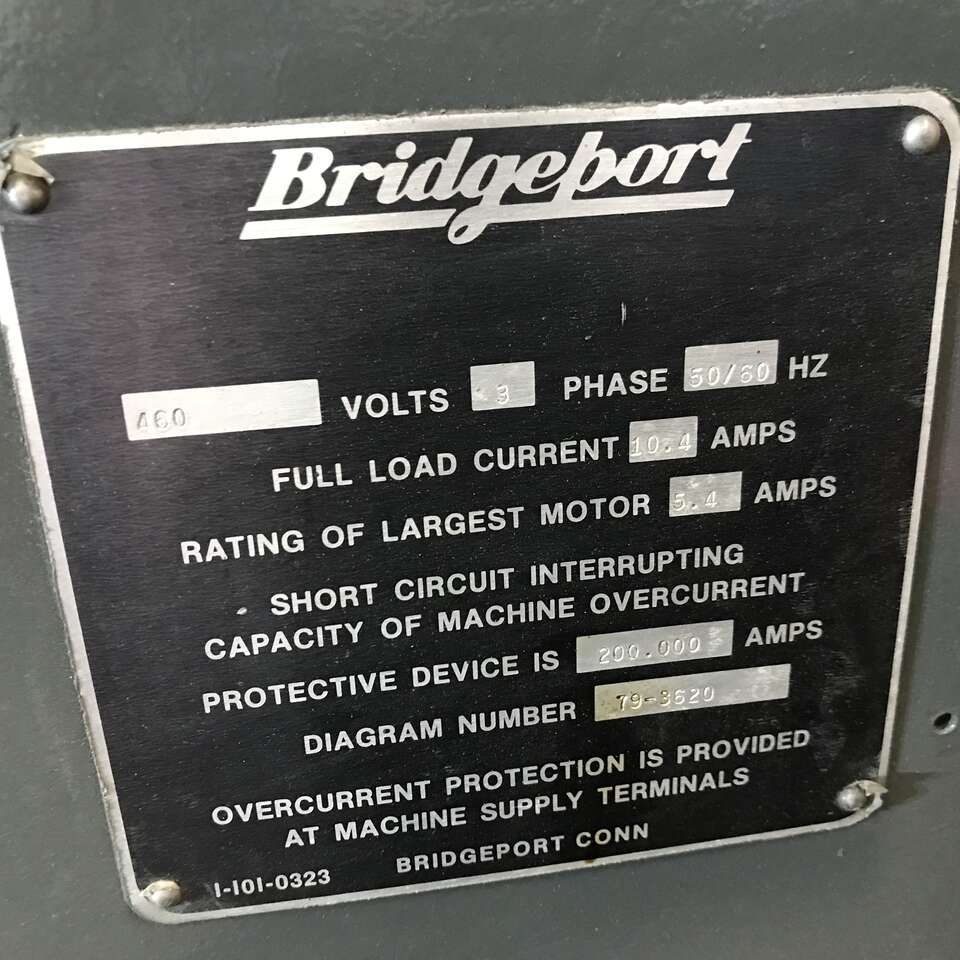 Bridgeport
460 VOLTS 3 PHASE 50/60 HZ
FULL LOAD CURRENT 10.4 AMPS
RATING OF LARGEST MOTOR 5.4 AMPS
SHORT CIRCUIT INTERRUPTING
CAPACITY OF MACHINE OVERCURRENT
PROTECTIVE DEVICE IS 200.000 AMPS
DIAGRAM NUMBER 79-3620
OVERCURRENT PROTECTION IS PROVIDED
AT MACHINE SUPPLY TERMINALS
BRIDGEPORT CONN
1-101-0323